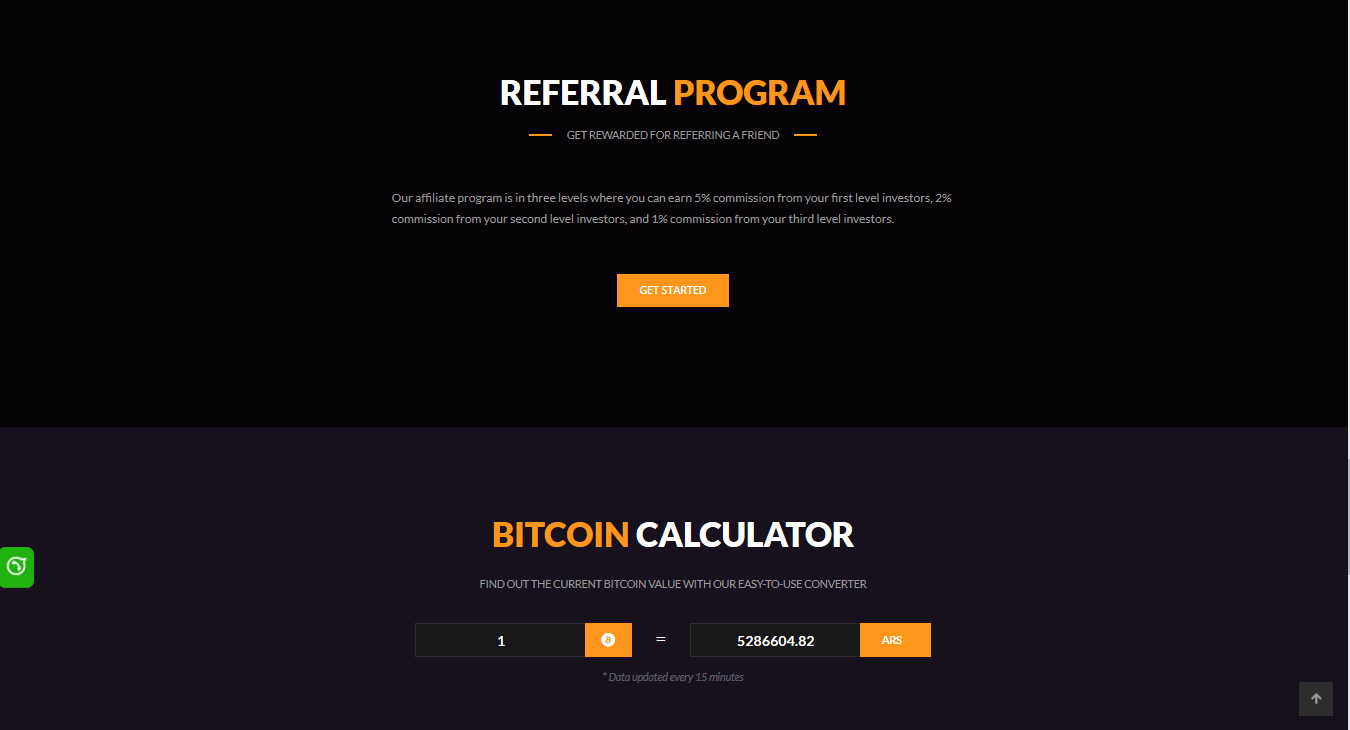 REFERRAL PROGRAM
GET REWARDED FOR REFERRING A FRIEND
Our affiliate program is in three levels where you can earn 5% commission from your first level investors, 2%
commission from your second level investors, and 1% commission from your third level investors.
GET STARTED
BITCOIN CALCULATOR
FIND OUT THE CURRENT BITCOIN VALUE WITH OUR EASY-TO-USE CONVERTER
1 = 5286604.82 ARS
* Data updated every 15 minutes